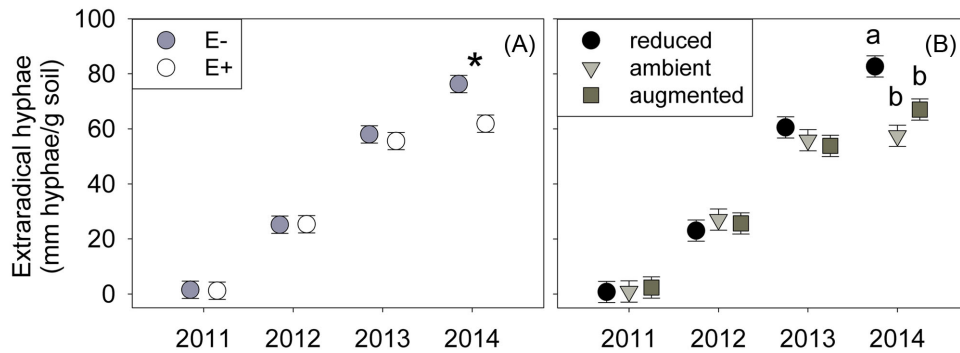 Extraradical hyphae
(mm hyphae/g soil)
100
80
60
40
20
0
E-
E+
(A)
*
2011 2012 2013 2014
reduced
ambient
augmented
(B)
a
b
b
2011 2012 2013 2014